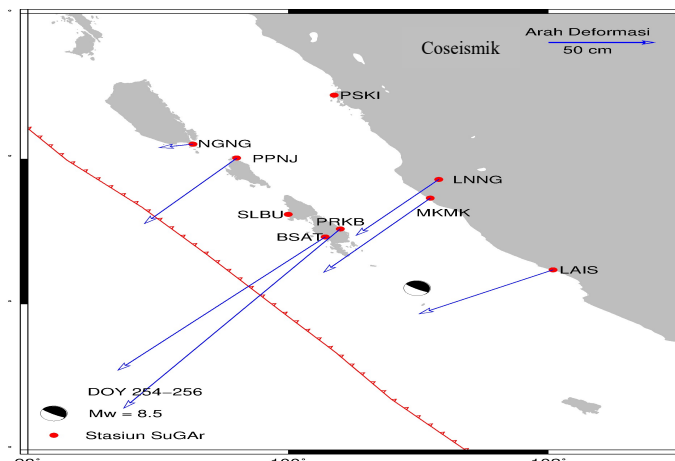 Arah Deformasi
Coseismik
50 cm
PSKI
NGNG
PPNJ
LNNG
SLBU
PRKB
MKMK
BSAT
LAIS
DOY 254−256
Mw = 8.5
Stasiun SuGAr